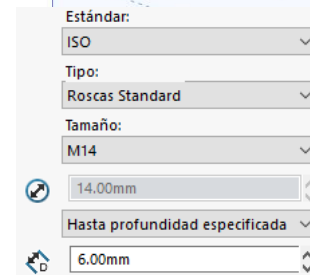 Estándar:
ISO
Tipo:
Roscas Standard
Tamaño:
M14
14.00mm
Hasta profundidad especificada
D
6.00mm